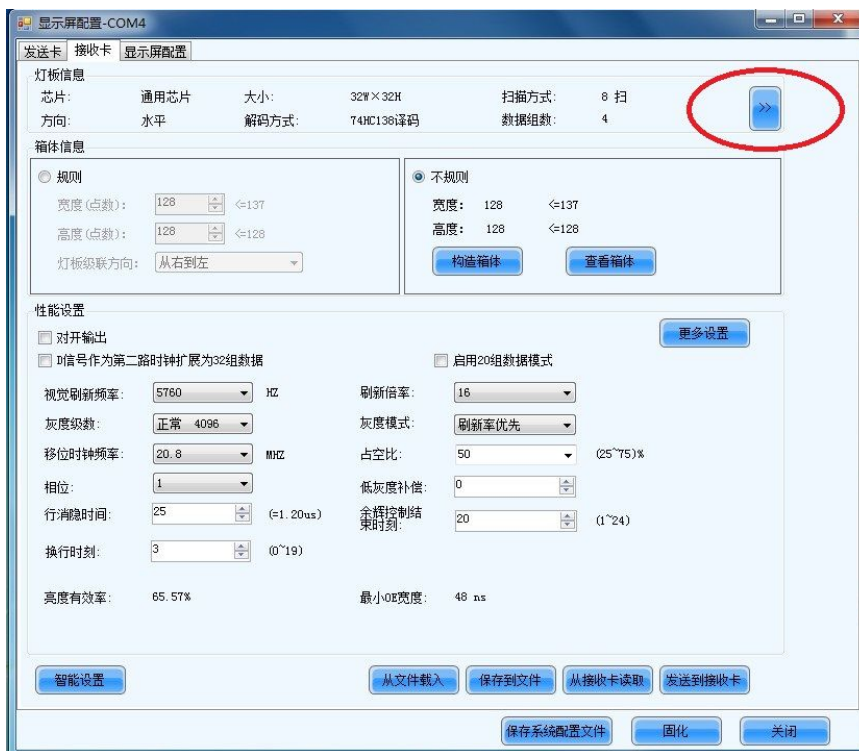 显示屏配置-COM4
发送卡 接收卡 显示屏配置
灯板信息
芯片: 通用芯片 大小: 32W×32H 扫描方式: 8 扫
方向: 水平 解码方式: 74HC138译码 数据组数: 4
>>
箱体信息
规则 不规则
宽度(点数): 128 <=137 宽度: 128 <=137
高度(点数): 128 <=128 高度: 128 <=128
灯板级联方向: 从右到左 构造箱体 查看箱体
性能设置
对开输出 更多设置
D信号作为第二路时钟扩展为32组数据 启用20组数据模式
视觉刷新频率: 5760 HZ 刷新倍率: 16
灰度级数: 正常 4096 灰度模式: 刷新率优先
移位时钟频率: 20.8 MHZ 占空比: 50 (25~75)%
相位: 1 低灰度补偿: 0
行消隐时间: 25 (=1.20us) 余辉控制结束时刻: 20 (1~24)
换行时刻: 3 (0~19)
亮度有效率: 65.57% 最小OE宽度: 48 ns
智能设置 从文件载入 保存到文件 从接收卡读取 发送到接收卡
保存系统配置文件 固化 关闭